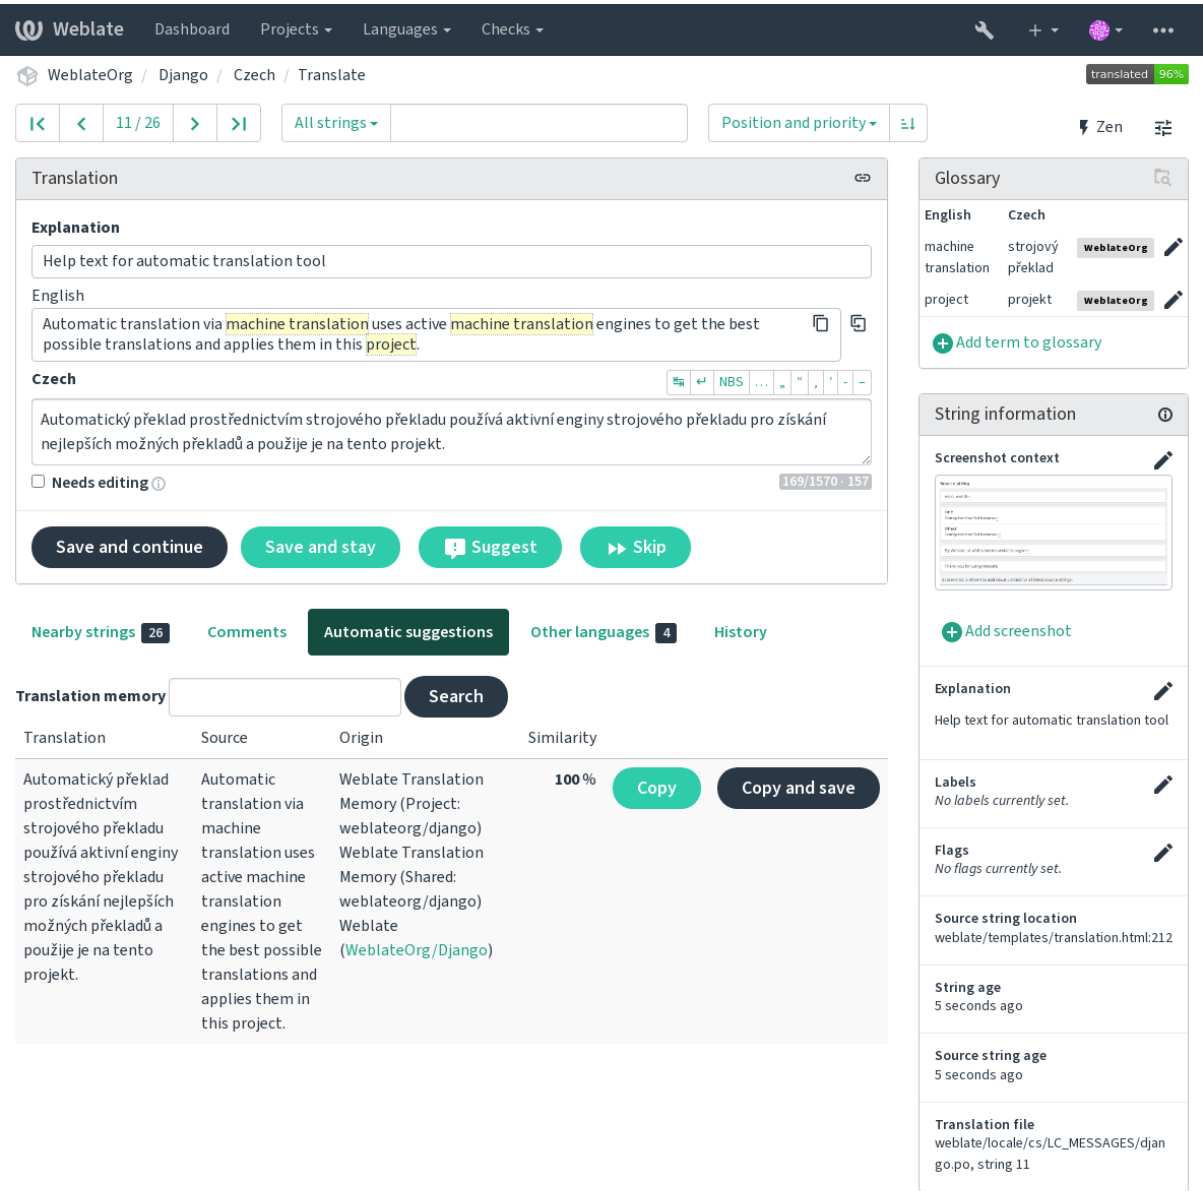 Weblate Dashboard Projects Languages Checks
WeblateOrg / Django / Czech / Translate
translated 96%
11 / 26
All strings
Position and priority
Zen
Translation
Explanation
Help text for automatic translation tool
English
Automatic translation via machine translation uses active machine translation engines to get the best
possible translations and applies them in this project.
Czech
NBS … „ “ ‚ ‘ - –
Automatický překlad prostřednictvím strojového překladu používá aktivní enginy strojového překladu pro získání
nejlepších možných překladů a použije je na tento projekt.
Needs editing
169/1570 · 157
Save and continue
Save and stay
Suggest
Skip
Nearby strings 26
Comments
Automatic suggestions
Other languages 4
History
Translation memory
Search
Translation Source Origin Similarity
Automatický překlad
prostřednictvím
strojového překladu
používá aktivní enginy
strojového překladu
pro získání nejlepších
možných překladů a
použije je na tento
projekt.
Automatic
translation via
machine
translation uses
active machine
translation
engines to get
the best possible
translations and
applies them in
this project.
Weblate Translation
Memory (Project:
weblateorg/django)
Weblate Translation
Memory (Shared:
weblateorg/django)
Weblate
(WeblateOrg/Django)
100 %
Copy
Copy and save
Glossary
English Czech
machine
translation
strojový
překlad
WeblateOrg
project projekt WeblateOrg
Add term to glossary
String information
Screenshot context
Add screenshot
Explanation
Help text for automatic translation tool
Labels
No labels currently set.
Flags
No flags currently set.
Source string location
weblate/templates/translation.html:212
String age
5 seconds ago
Source string age
5 seconds ago
Translation file
weblate/locale/cs/LC_MESSAGES/djan
go.po, string 11